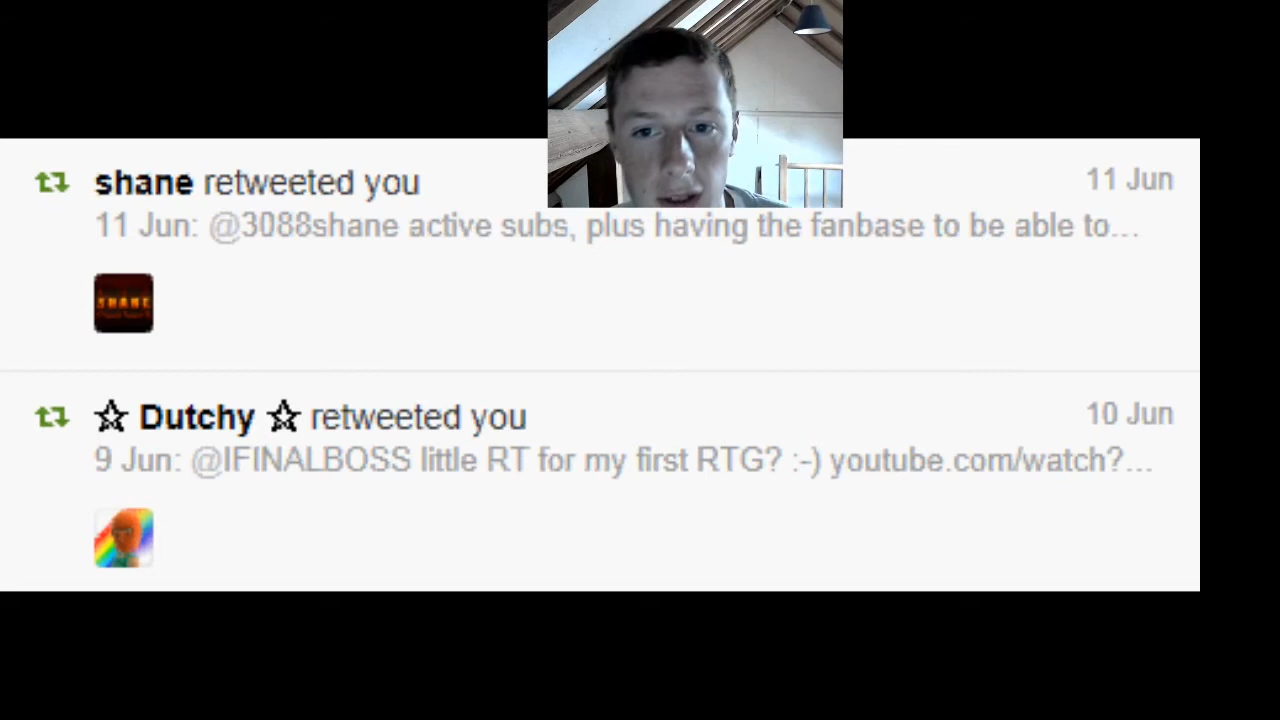 shane retweeted you
11 Jun
11 Jun: @3088shane active subs, plus having the fanbase to be able to...
SHANE
☆ Dutchy ☆ retweeted you
10 Jun
9 Jun: @IFINALBOSS little RT for my first RTG? :-) youtube.com/watch?...